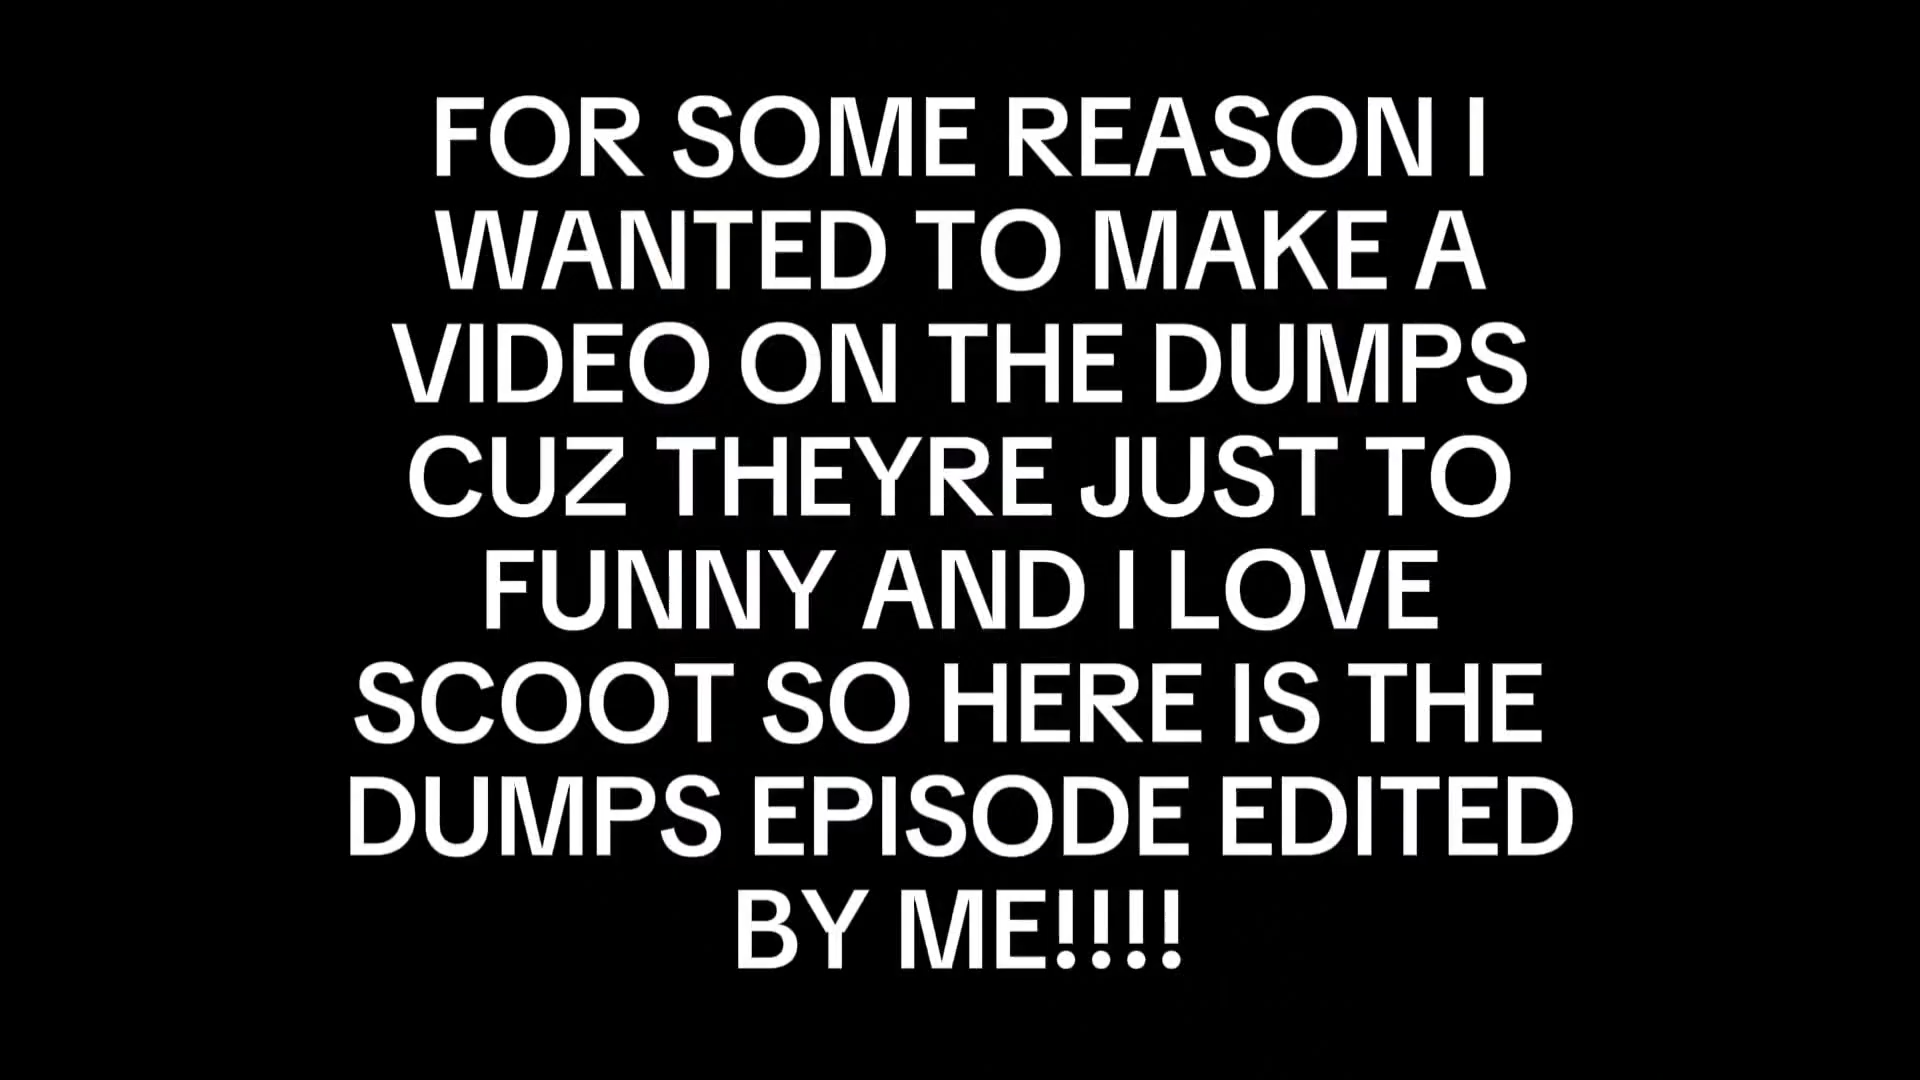 FOR SOME REASON I
WANTED TO MAKE A
VIDEO ON THE DUMPS
CUZ THEYRE JUST TO
FUNNY AND I LOVE
SCOOT SO HERE IS THE
DUMPS EPISODE EDITED
BY ME!!!!